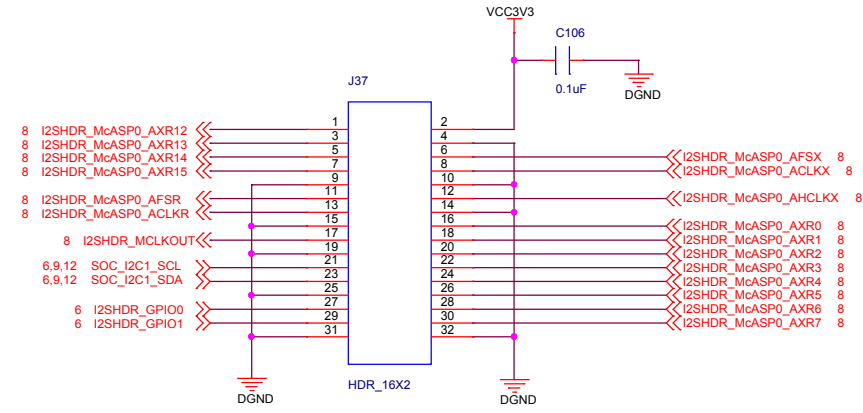 VCC3V3
C106
0.1uF
DGND
J37
8 I2SHDR_McASP0_AXR12 1 2
8 I2SHDR_McASP0_AXR13 3 4
8 I2SHDR_McASP0_AXR14 5 6 I2SHDR_McASP0_AFSX 8
8 I2SHDR_McASP0_AXR15 7 8 I2SHDR_McASP0_ACLKX 8
9 10
8 I2SHDR_McASP0_AFSR 11 12 I2SHDR_McASP0_AHCLKX 8
8 I2SHDR_McASP0_ACLKR 13 14
15 16 I2SHDR_McASP0_AXR0 8
8 I2SHDR_MCLKOUT 17 18 I2SHDR_McASP0_AXR1 8
19 20 I2SHDR_McASP0_AXR2 8
6,9,12 SOC_I2C1_SCL 21 22 I2SHDR_McASP0_AXR3 8
6,9,12 SOC_I2C1_SDA 23 24 I2SHDR_McASP0_AXR4 8
25 26 I2SHDR_McASP0_AXR5 8
6 I2SHDR_GPIO0 27 28 I2SHDR_McASP0_AXR6 8
6 I2SHDR_GPIO1 29 30 I2SHDR_McASP0_AXR7 8
31 32
HDR_16X2
DGND DGND